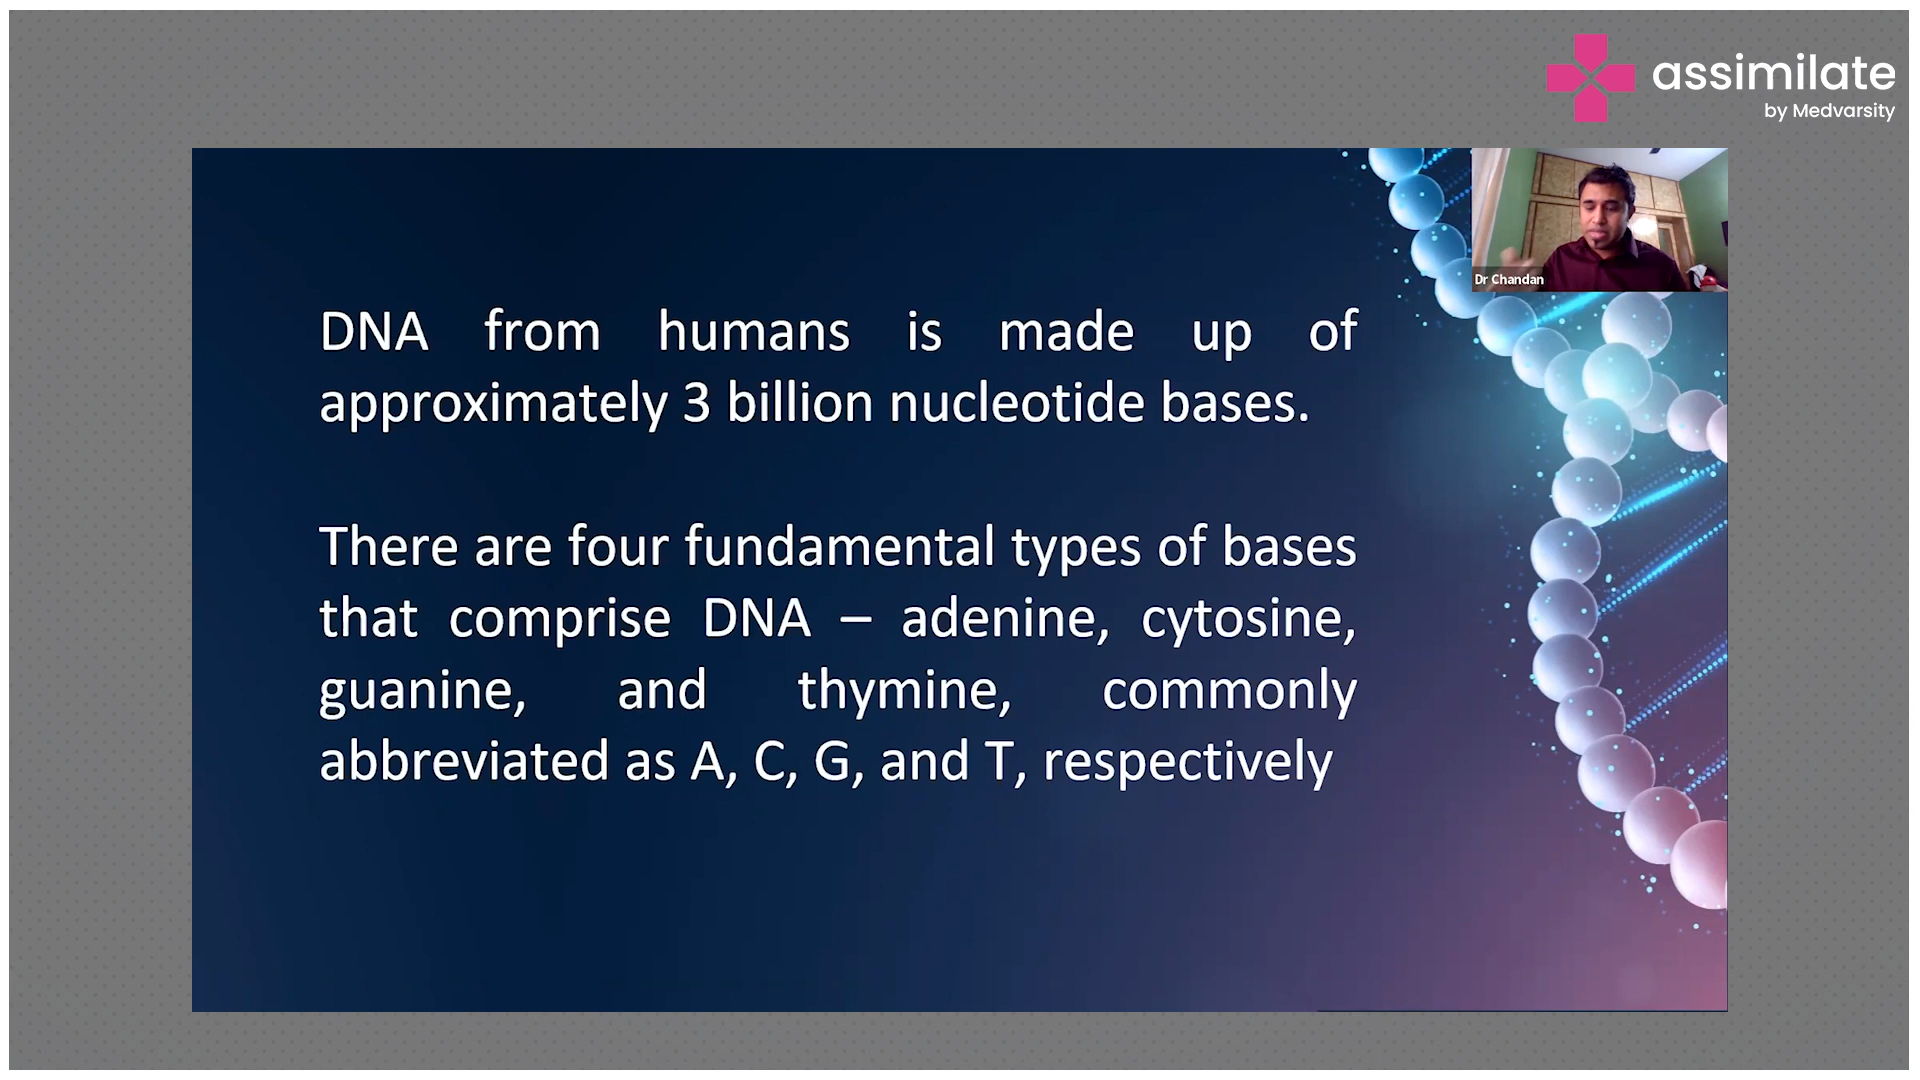 assimilate
by Medvarsity
Dr Chandan
DNA from humans is made up of
approximately 3 billion nucleotide bases.
There are four fundamental types of bases
that comprise DNA – adenine, cytosine,
guanine, and thymine, commonly
abbreviated as A, C, G, and T, respectively